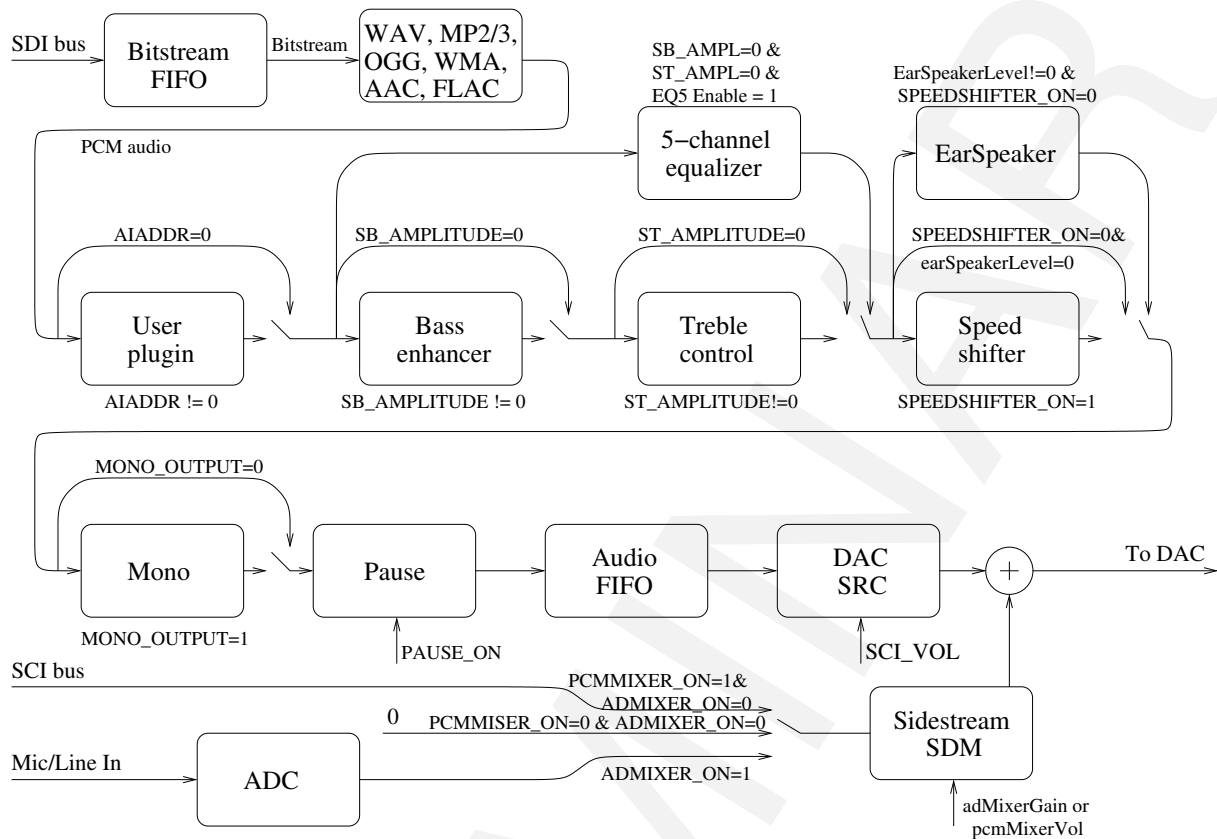 SDI bus
Bitstream
FIFO
Bitstream
WAV, MP2/3,
OGG, WMA,
AAC, FLAC
PCM audio
SB_AMPL=0 &
ST_AMPL=0 &
EQ5 Enable = 1
5−channel
equalizer
EarSpeakerLevel!=0 &
SPEEDSHIFTER_ON=0
EarSpeaker
AIADDR=0
User
plugin
AIADDR != 0
SB_AMPLITUDE=0
Bass
enhancer
SB_AMPLITUDE != 0
ST_AMPLITUDE=0
Treble
control
ST_AMPLITUDE!=0
SPEEDSHIFTER_ON=0&
earSpeakerLevel=0
Speed
shifter
SPEEDSHIFTER_ON=1
MONO_OUTPUT=0
Mono
MONO_OUTPUT=1
Pause
PAUSE_ON
Audio
FIFO
DAC
SRC
SCI_VOL
+
To DAC
SCI bus
PCMMIXER_ON=1&
ADMIXER_ON=0
0
PCMMISER_ON=0 & ADMIXER_ON=0
Mic/Line In
ADC
ADMIXER_ON=1
Sidestream
SDM
adMixerGain or
pcmMixerVol
MINAR